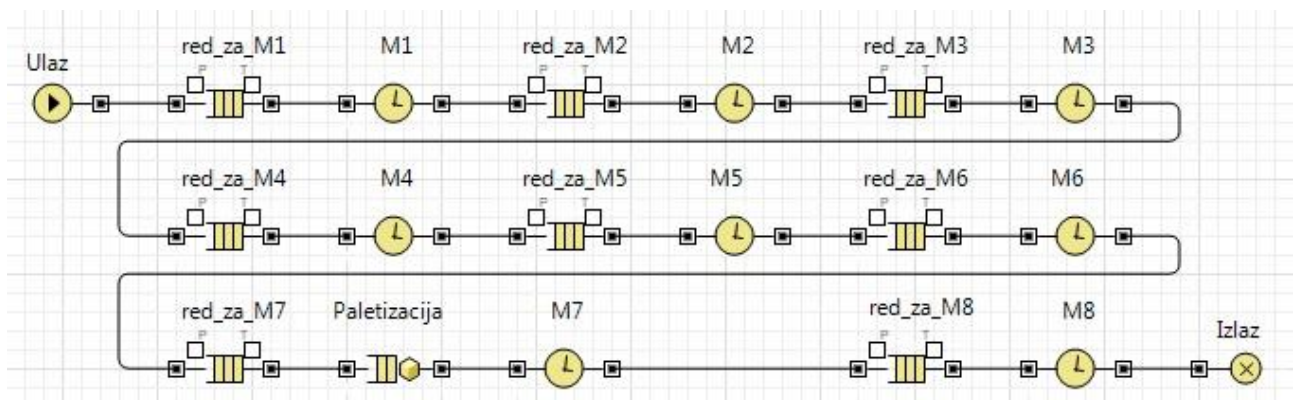 Ulaz
red_za_M1
M1
red_za_M2
M2
red_za_M3
M3
P T
P T
P T
red_za_M4
M4
red_za_M5
M5
red_za_M6
M6
P T
P T
P T
red_za_M7
Paletizacija
M7
red_za_M8
M8
Izlaz
P T
P T